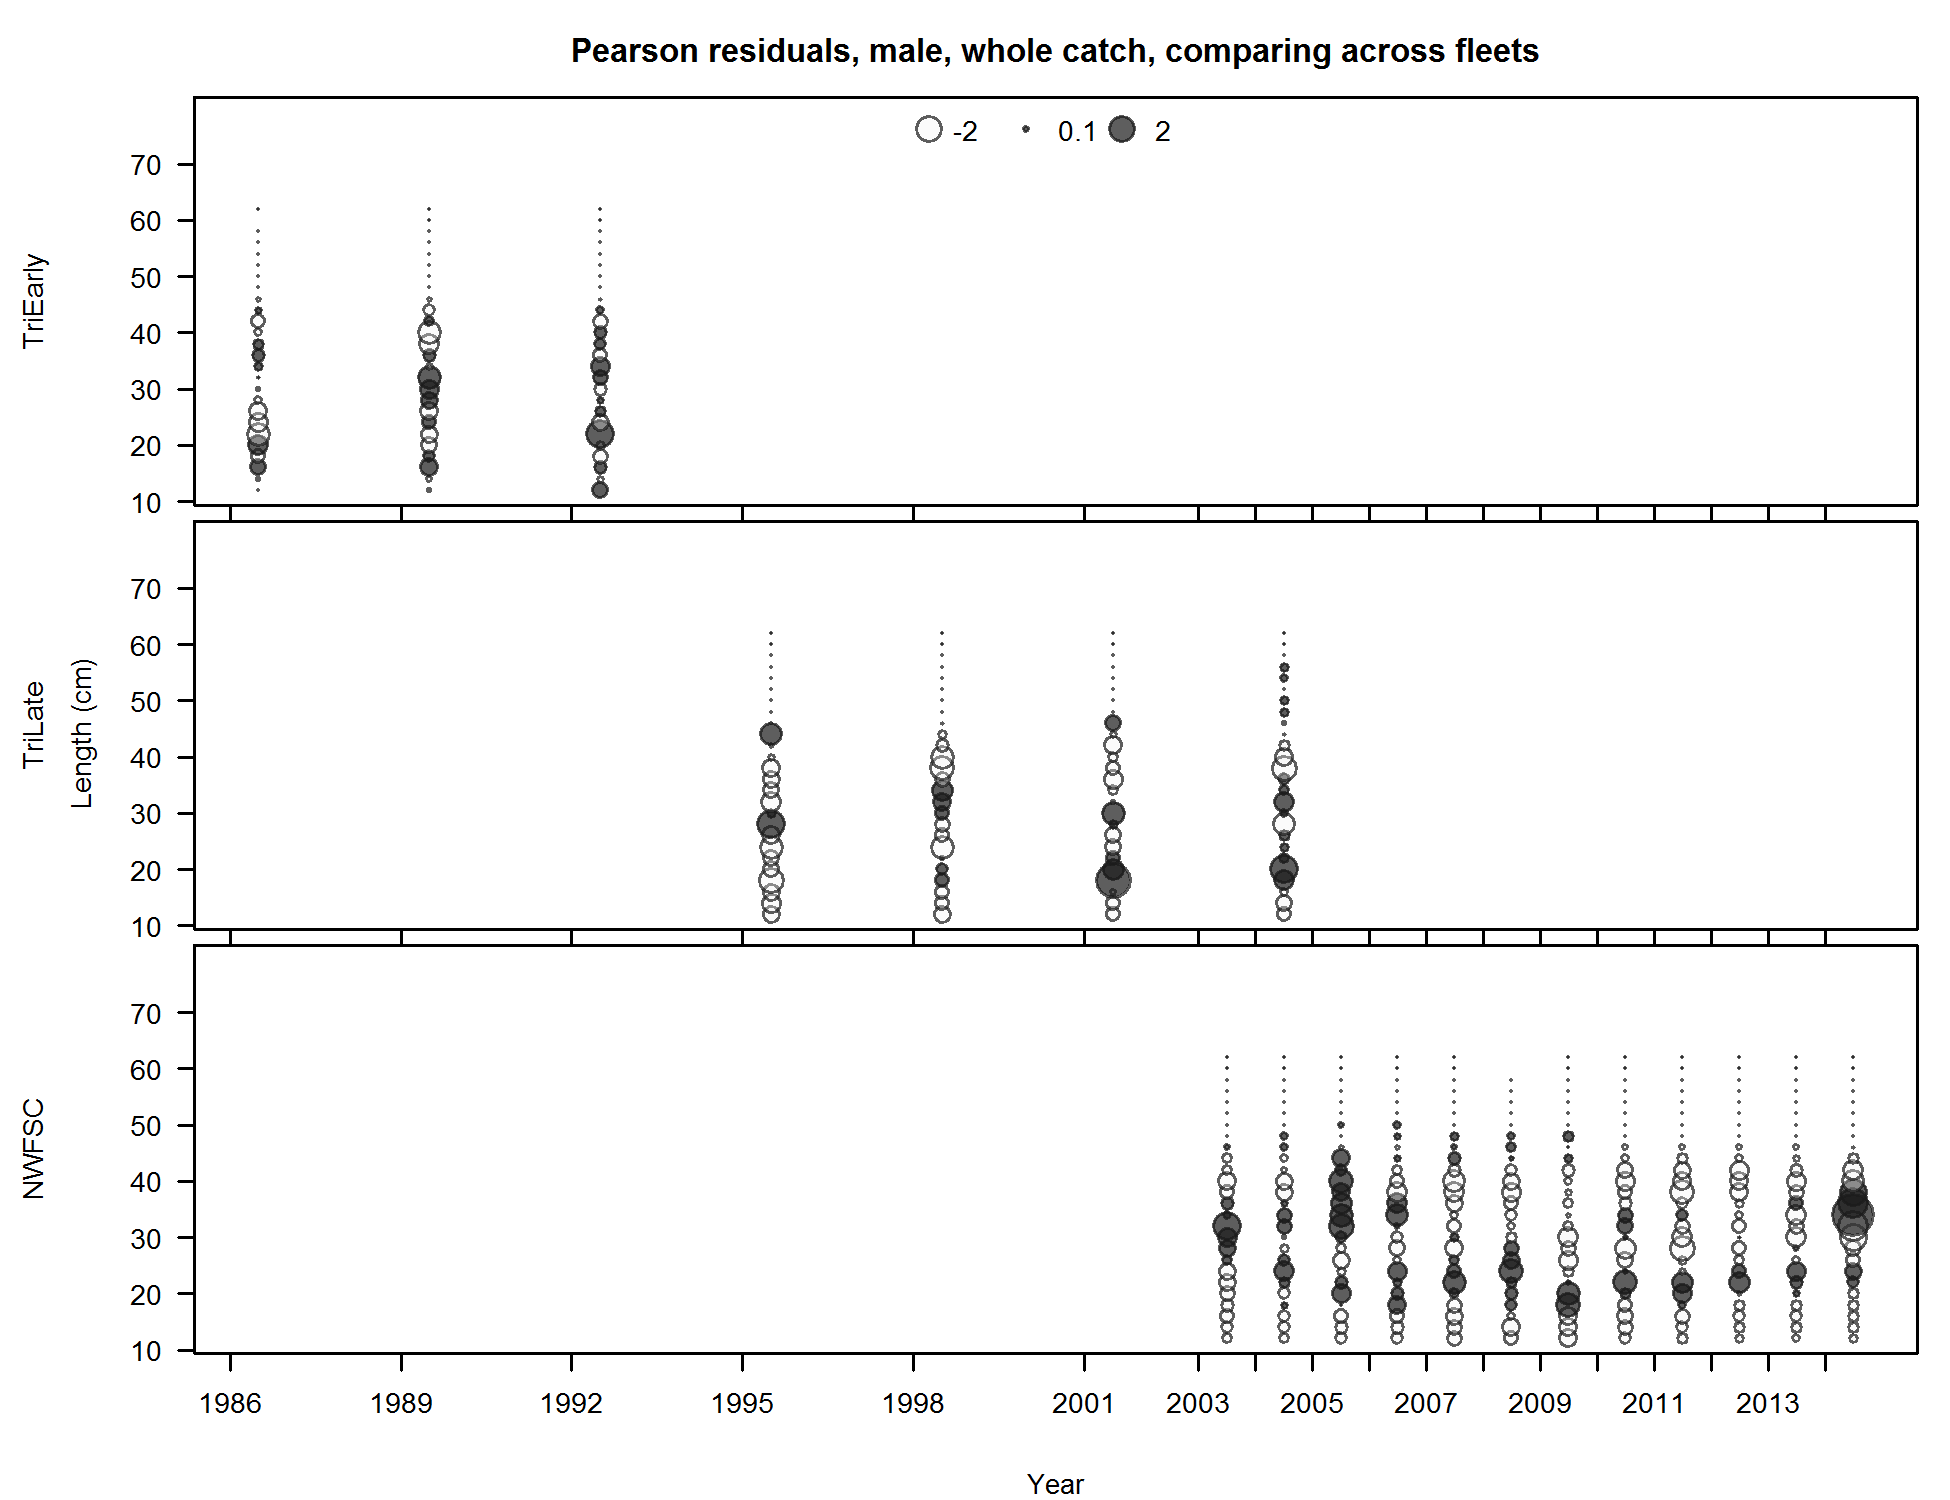 Pearson residuals, male, whole catch, comparing across fleets
-2 0.1 2
TriEarly
70
60
50
40
30
20
10
TriLate
Length (cm)
70
60
50
40
30
20
10
NWFSC
70
60
50
40
30
20
10
1986 1989 1992 1995 1998 2001 2003 2005 2007 2009 2011 2013
Year